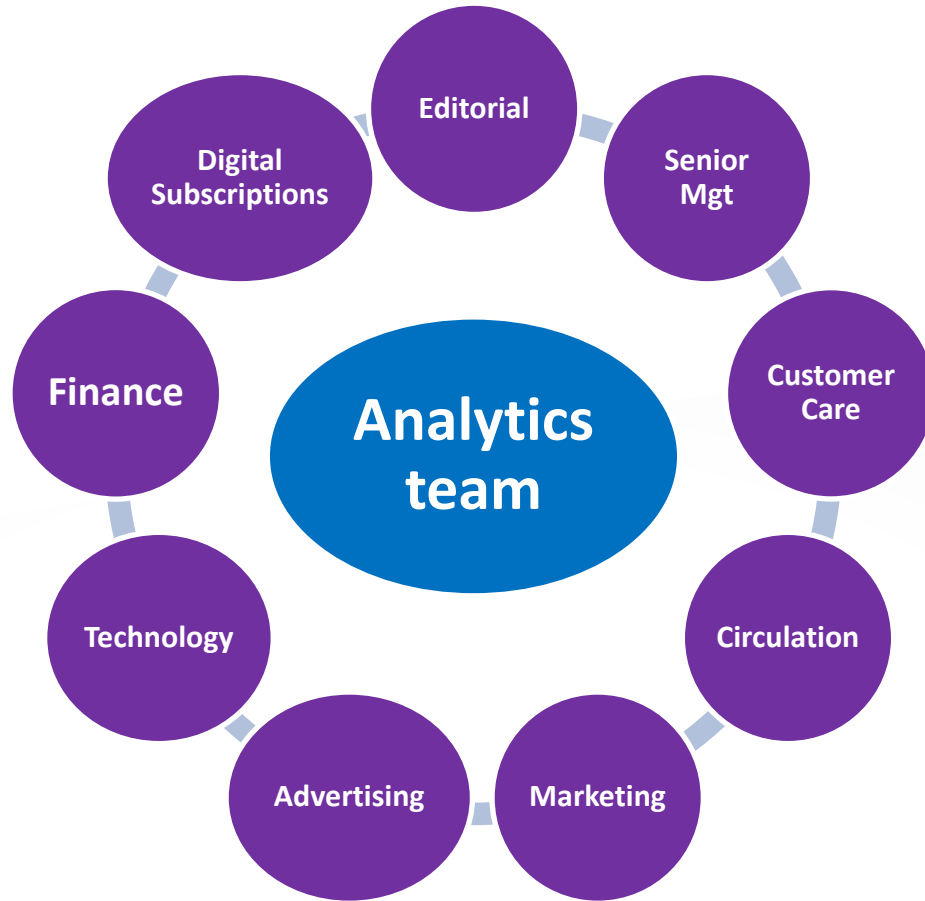 Editorial
Senior
Mgt
Customer
Care
Circulation
Marketing
Advertising
Technology
Finance
Digital
Subscriptions
Analytics
team